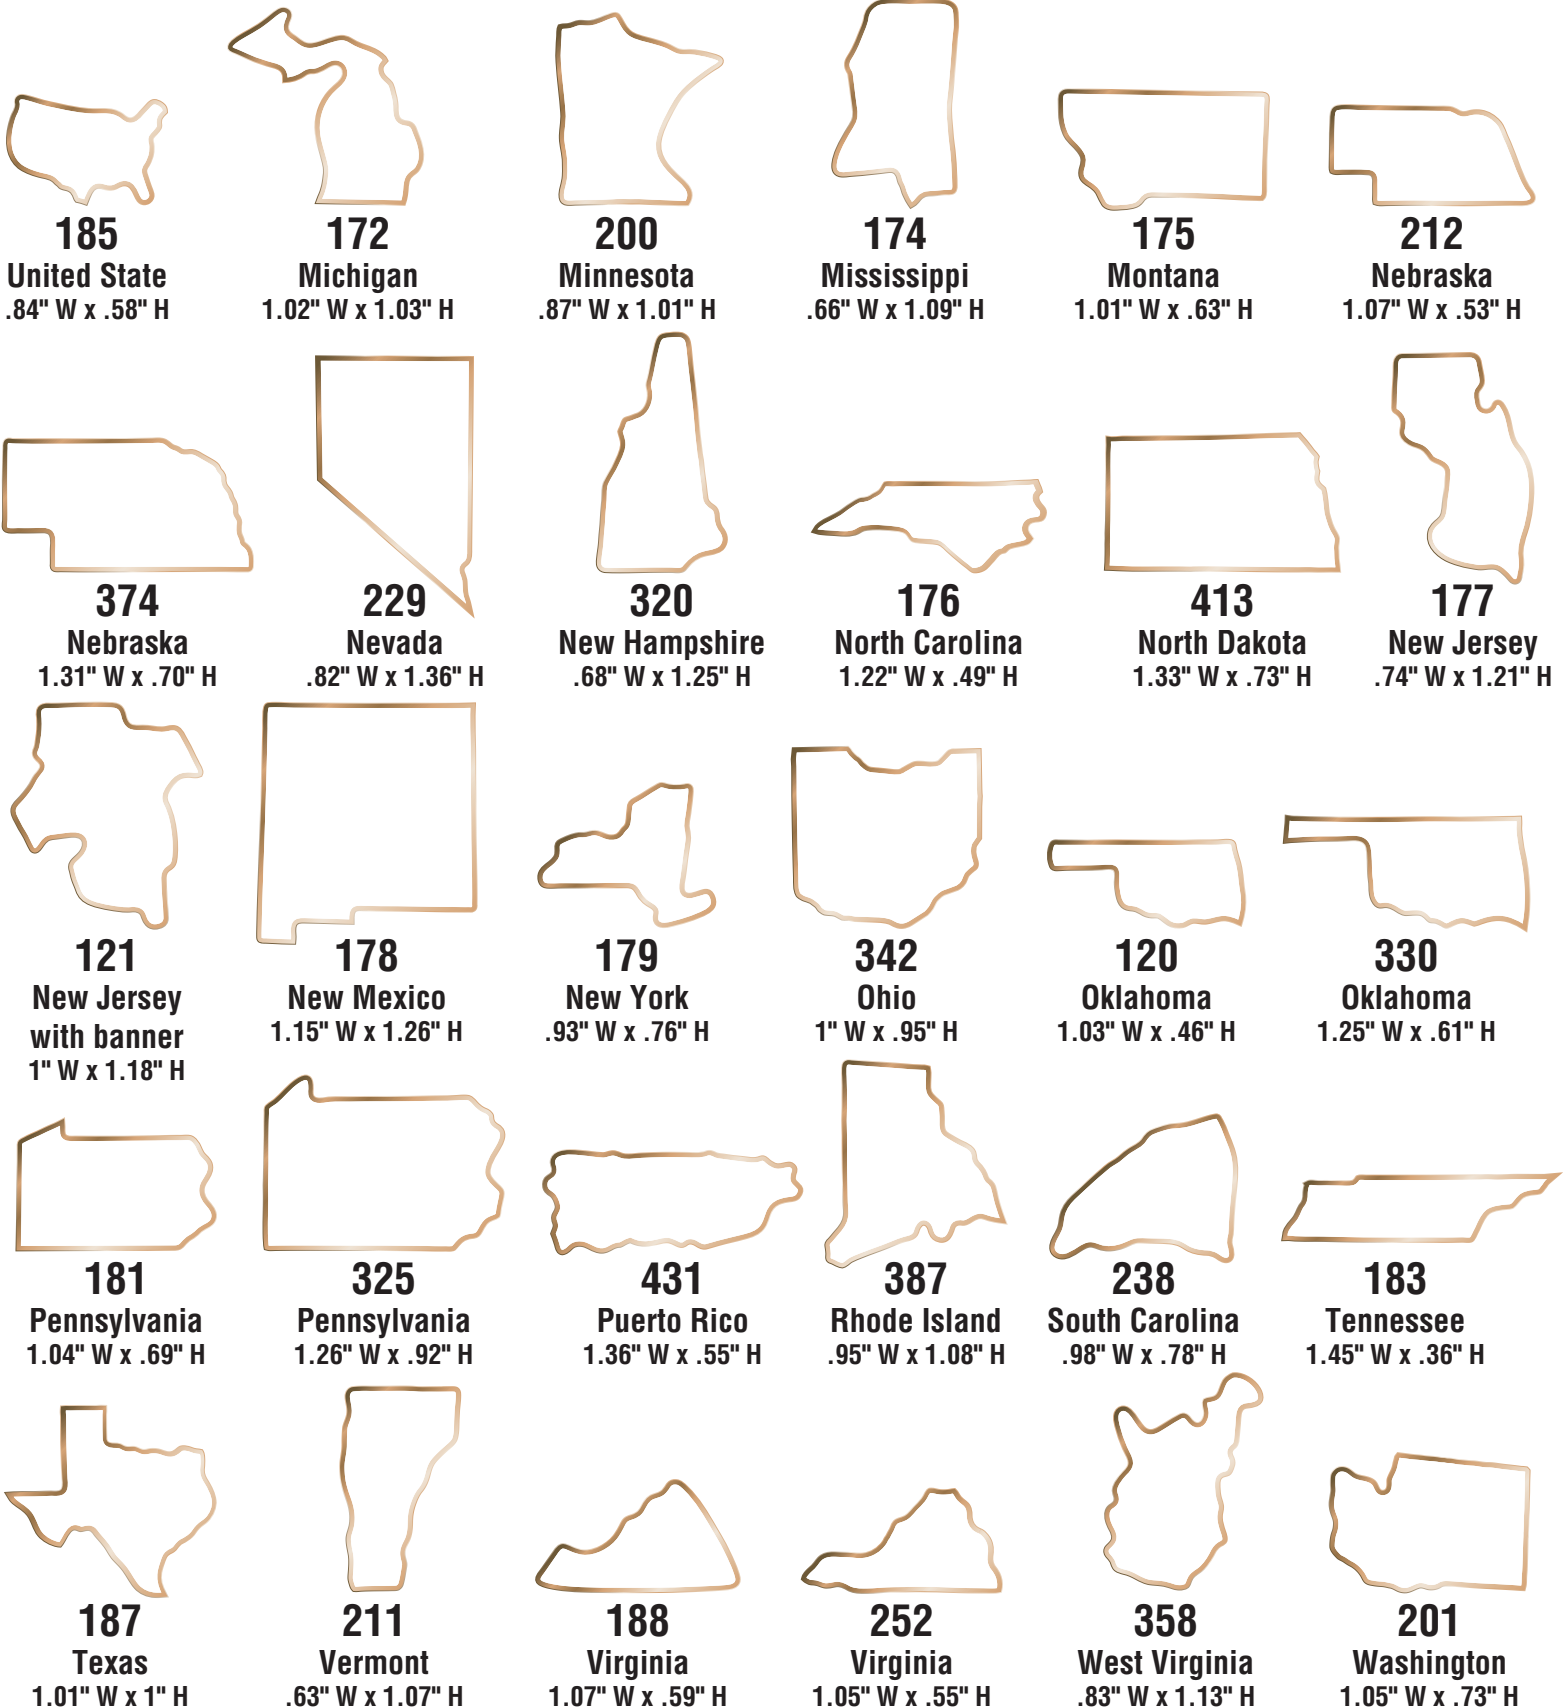 185
United State
.84" W x .58" H
172
Michigan
1.02" W x 1.03" H
200
Minnesota
.87" W x 1.01" H
174
Mississippi
.66" W x 1.09" H
175
Montana
1.01" W x .63" H
212
Nebraska
1.07" W x .53" H
374
Nebraska
1.31" W x .70" H
229
Nevada
.82" W x 1.36" H
320
New Hampshire
.68" W x 1.25" H
176
North Carolina
1.22" W x .49" H
413
North Dakota
1.33" W x .73" H
177
New Jersey
.74" W x 1.21" H
121
New Jersey
with banner
1" W x 1.18" H
178
New Mexico
1.15" W x 1.26" H
179
New York
.93" W x .76" H
342
Ohio
1" W x .95" H
120
Oklahoma
1.03" W x .46" H
330
Oklahoma
1.25" W x .61" H
181
Pennsylvania
1.04" W x .69" H
325
Pennsylvania
1.26" W x .92" H
431
Puerto Rico
1.36" W x .55" H
387
Rhode Island
.95" W x 1.08" H
238
South Carolina
.98" W x .78" H
183
Tennessee
1.45" W x .36" H
187
Texas
1.01" W x 1" H
211
Vermont
.63" W x 1.07" H
188
Virginia
1.07" W x .59" H
252
Virginia
1.05" W x .55" H
358
West Virginia
.83" W x 1.13" H
201
Washington
1.05" W x .73" H